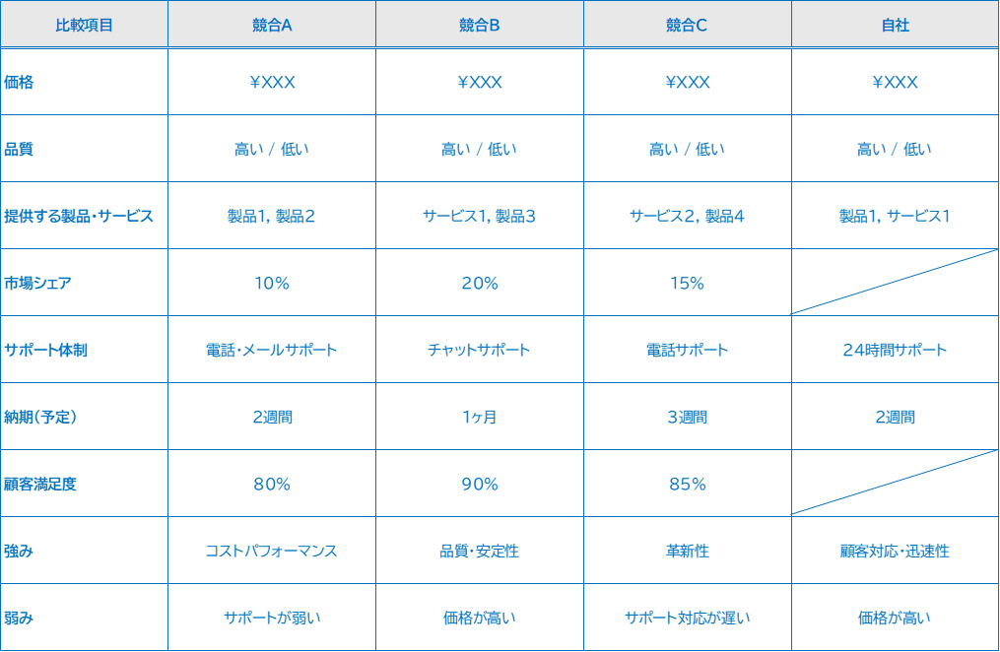 比較項目 競合A 競合B 競合C 自社
価格 ¥XXX ¥XXX ¥XXX ¥XXX
品質 高い / 低い 高い / 低い 高い / 低い 高い / 低い
提供する製品・サービス 製品1, 製品2 サービス1, 製品3 サービス2, 製品4 製品1, サービス1
市場シェア 10% 20% 15%
サポート体制 電話・メールサポート チャットサポート 電話サポート 24時間サポート
納期(予定) 2週間 1ヶ月 3週間 2週間
顧客満足度 80% 90% 85%
強み コストパフォーマンス 品質・安定性 革新性 顧客対応・迅速性
弱み サポートが弱い 価格が高い サポート対応が遅い 価格が高い